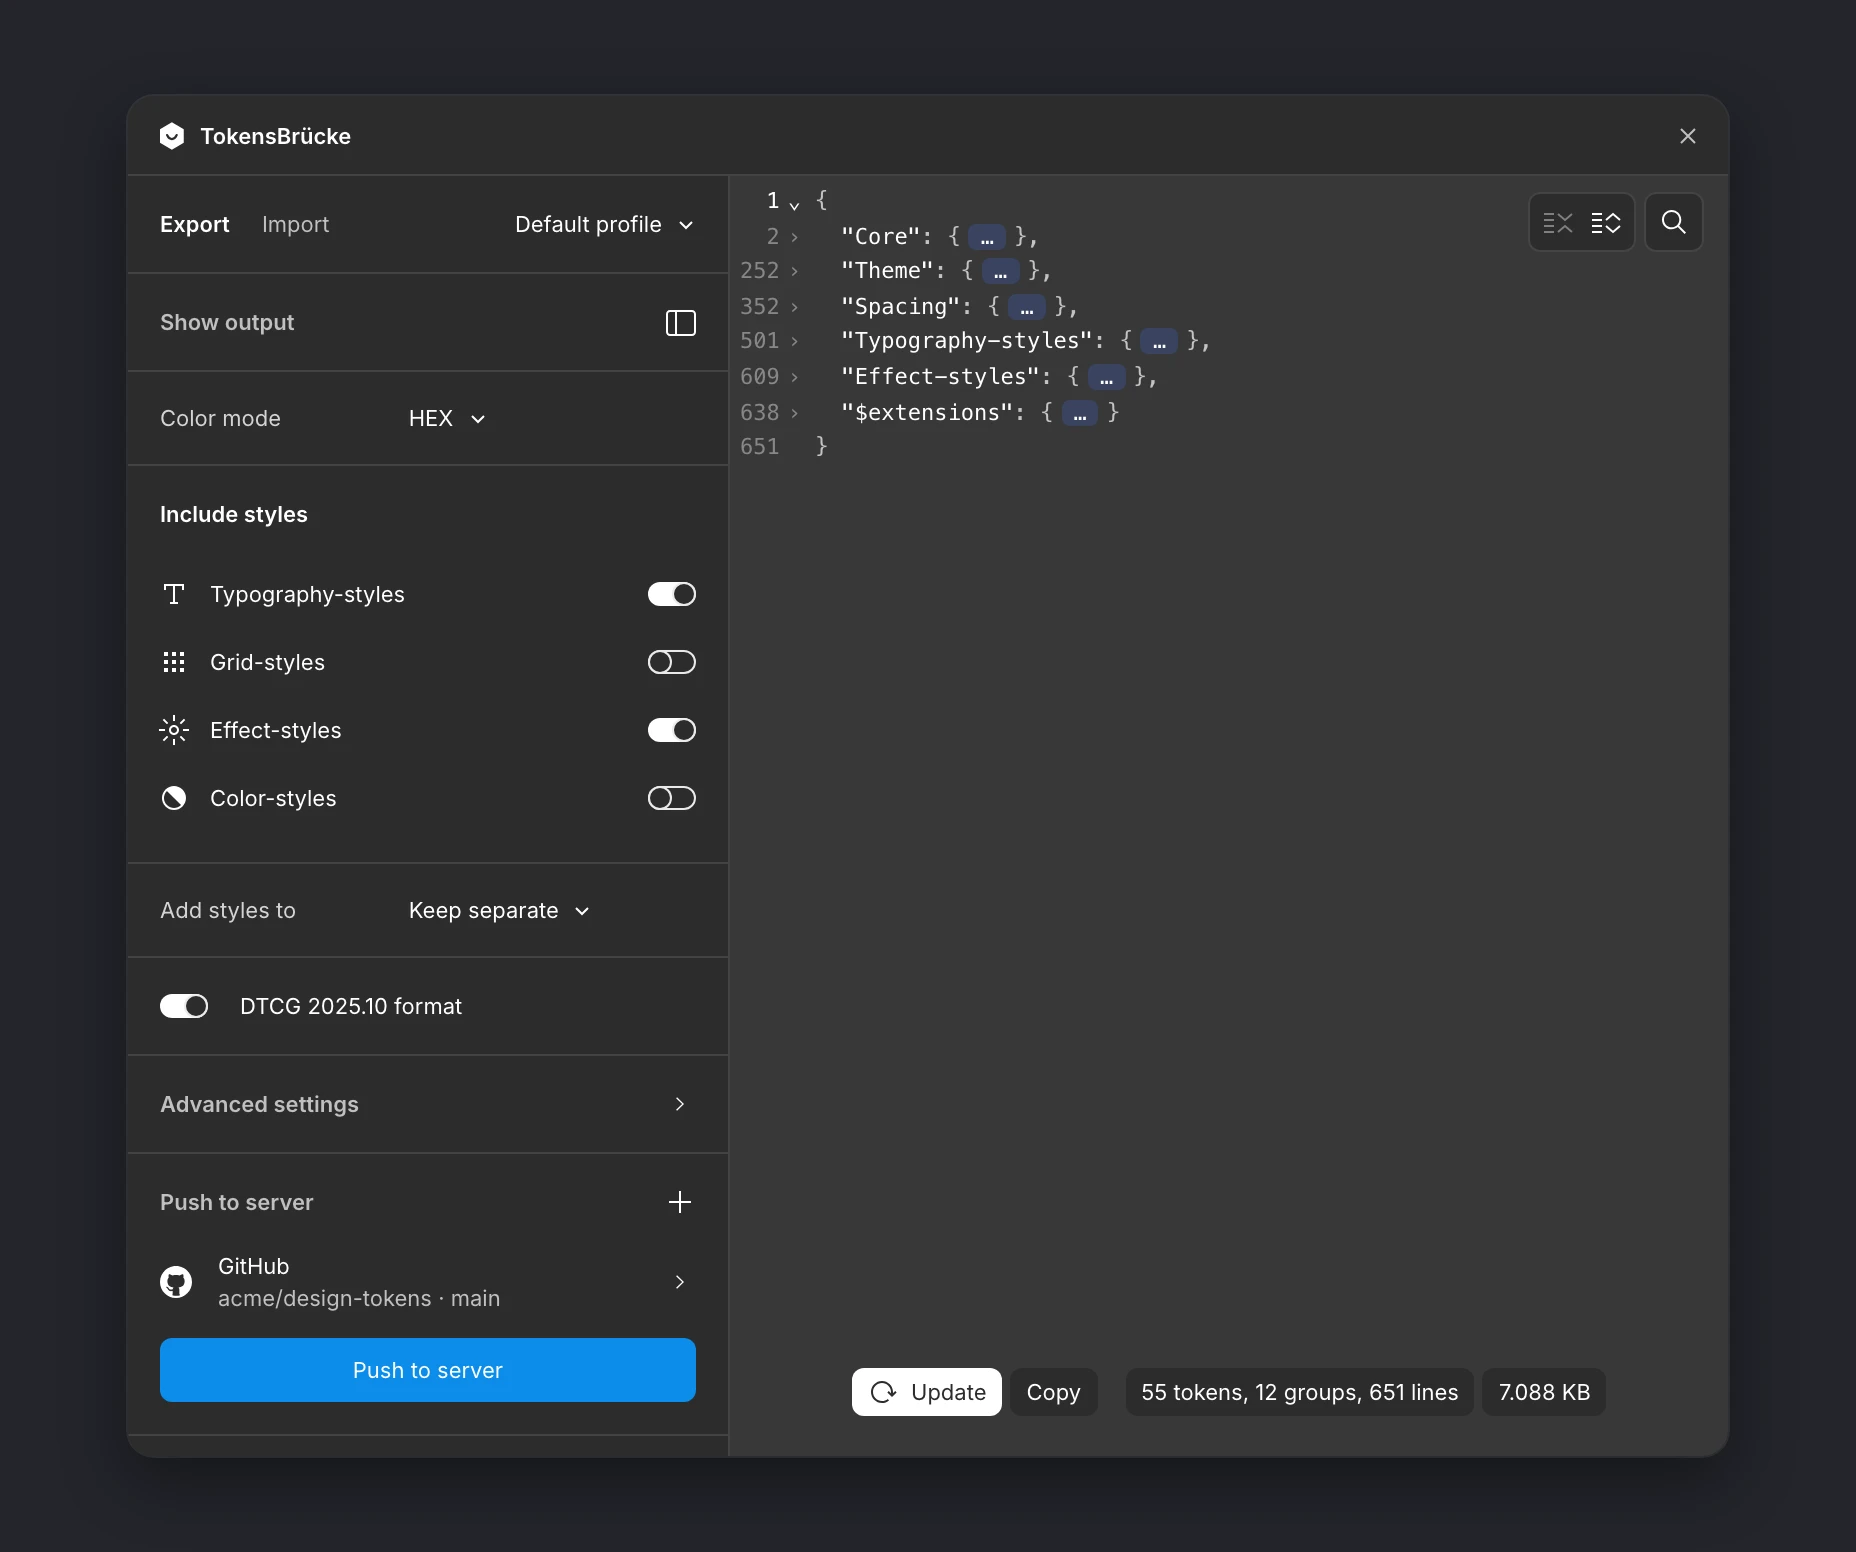 TokensBrücke
Export Import Default profile
Show output
Color mode HEX
Include styles
Typography-styles
Grid-styles
Effect-styles
Color-styles
Add styles to Keep separate
DTCG 2025.10 format
Advanced settings
Push to server
GitHub
acme/design-tokens · main
Push to server
1 {
2 "Core": { … },
252 "Theme": { … },
352 "Spacing": { … },
501 "Typography-styles": { … },
609 "Effect-styles": { … },
638 "$extensions": { … }
651 }
Update Copy 55 tokens, 12 groups, 651 lines 7.088 KB